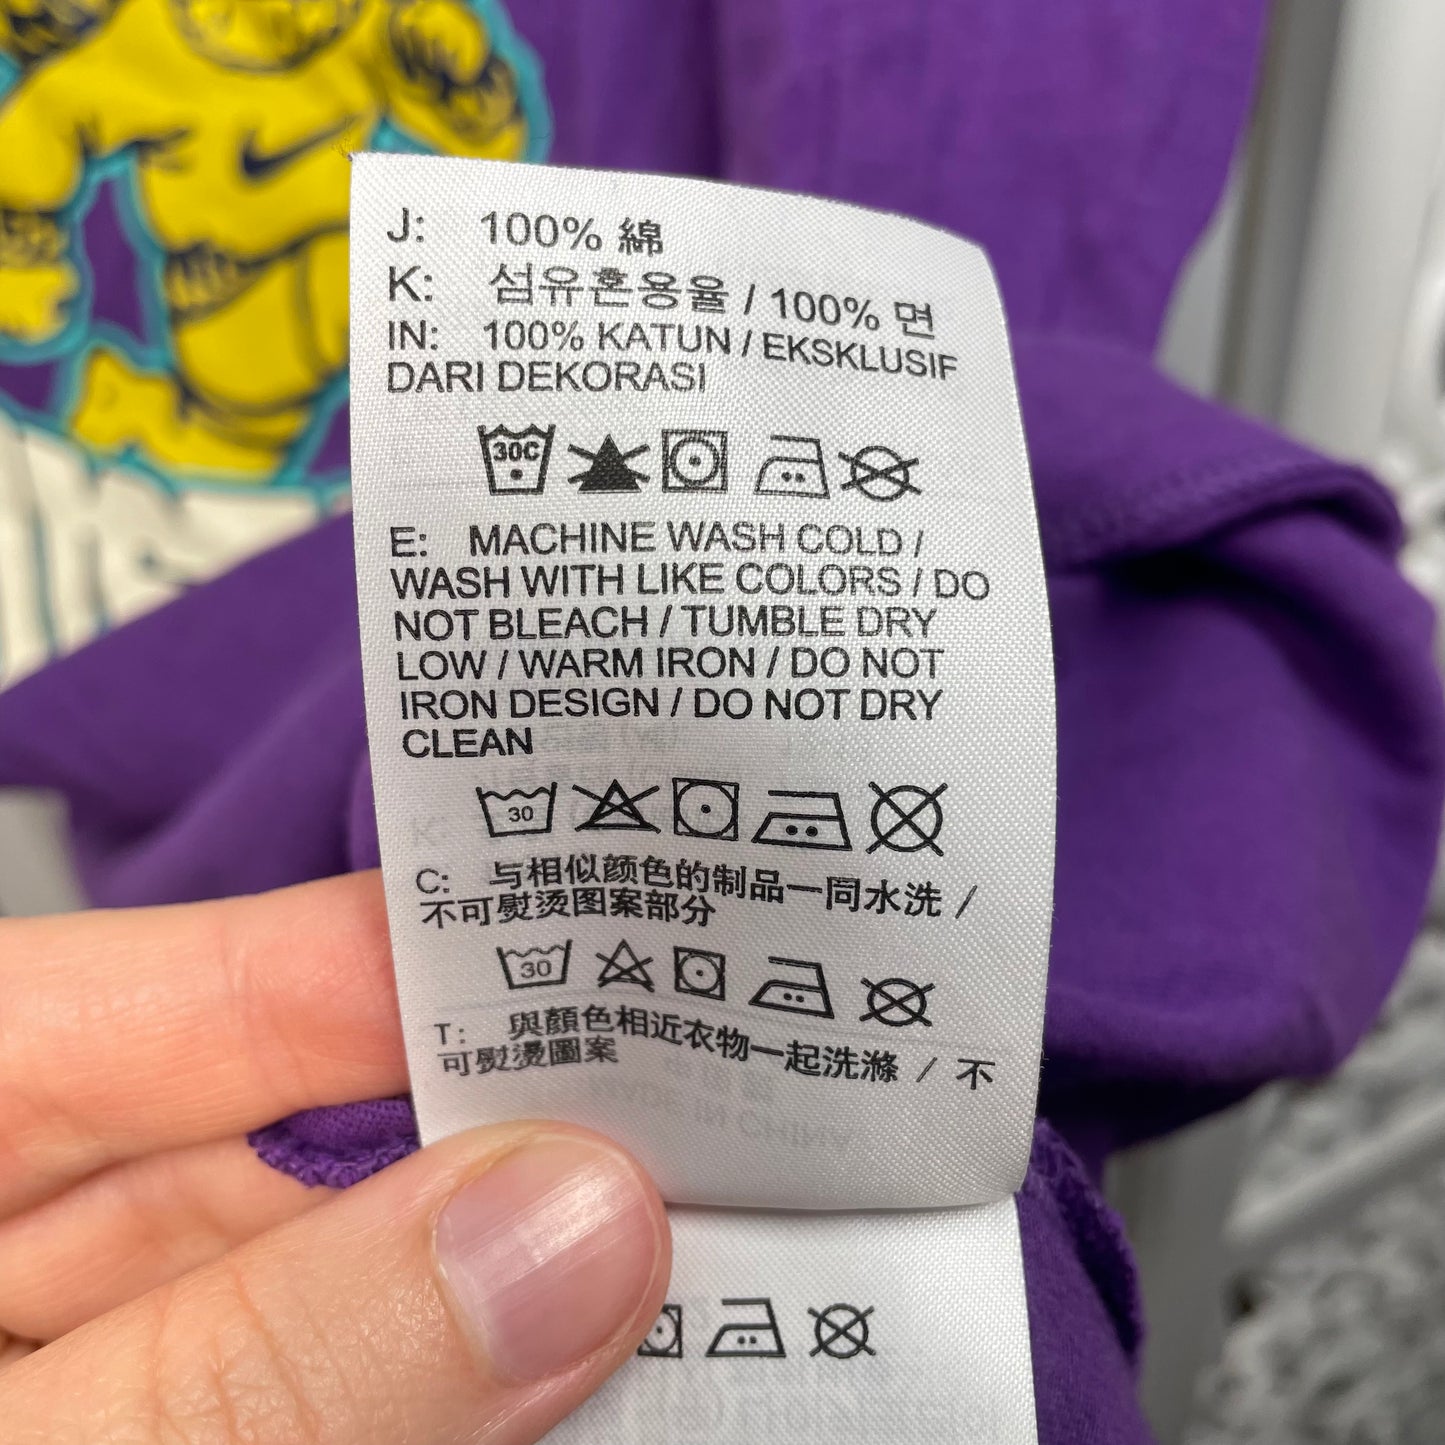 J: 100% 綿
K: 섬유혼용율 / 100% 면
IN: 100% KATUN / EKSKLUSIF
DARI DEKORASI
30C
E: MACHINE WASH COLD /
WASH WITH LIKE COLORS / DO
NOT BLEACH / TUMBLE DRY
LOW / WARM IRON / DO NOT
IRON DESIGN / DO NOT DRY
CLEAN
30
C: 与相似颜色的制品一同水洗 /
不可熨烫图案部分
30
T: 與顏色相近衣物一起洗滌 / 不
可熨燙圖案